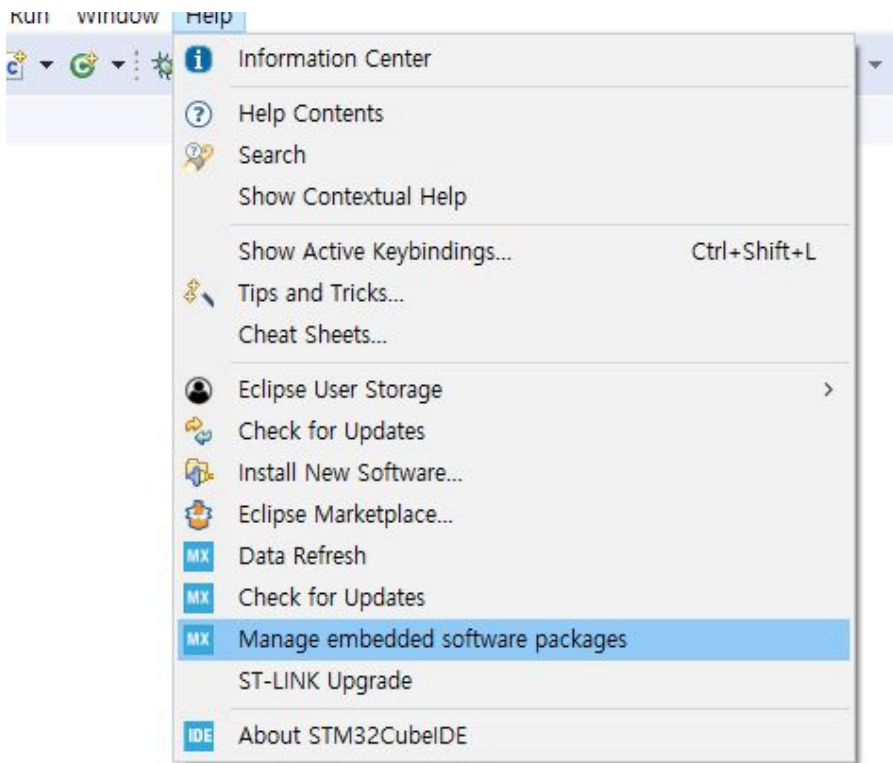 Run Window Help
Information Center
Help Contents
Search
Show Contextual Help
Show Active Keybindings... Ctrl+Shift+L
Tips and Tricks...
Cheat Sheets...
Eclipse User Storage
Check for Updates
Install New Software...
Eclipse Marketplace...
MX Data Refresh
MX Check for Updates
MX Manage embedded software packages
ST-LINK Upgrade
IDE About STM32CubeIDE